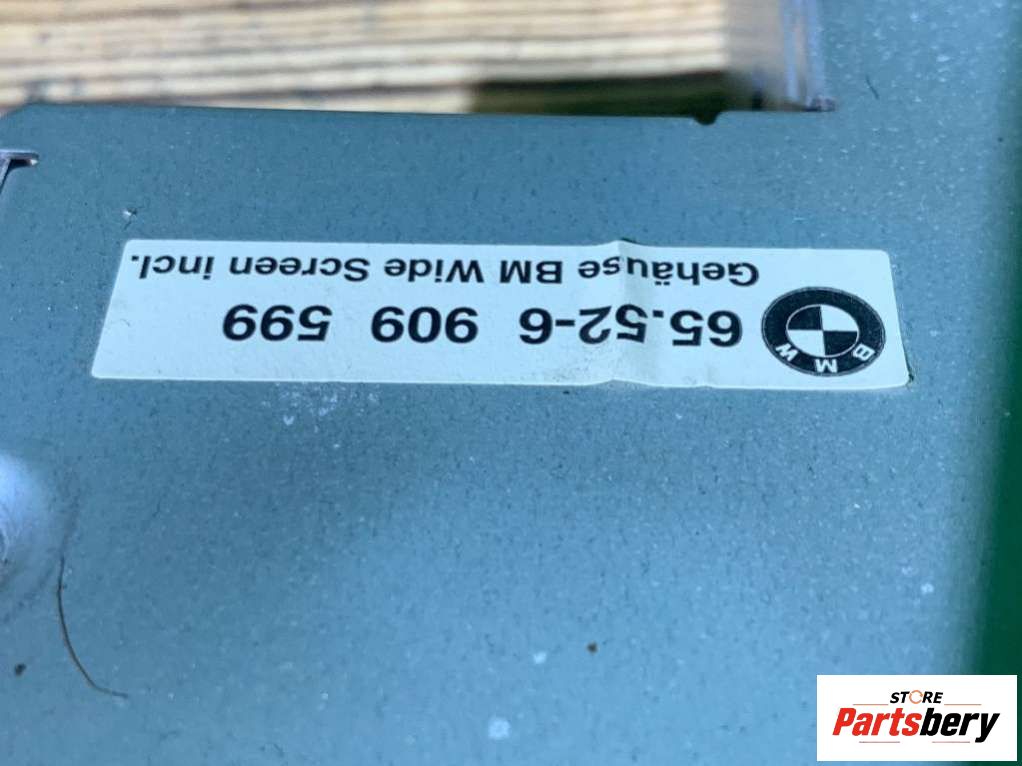 BMW
65.52-6 909 599
Gehäuse BM Wide Screen incl.
STORE
Partsbery